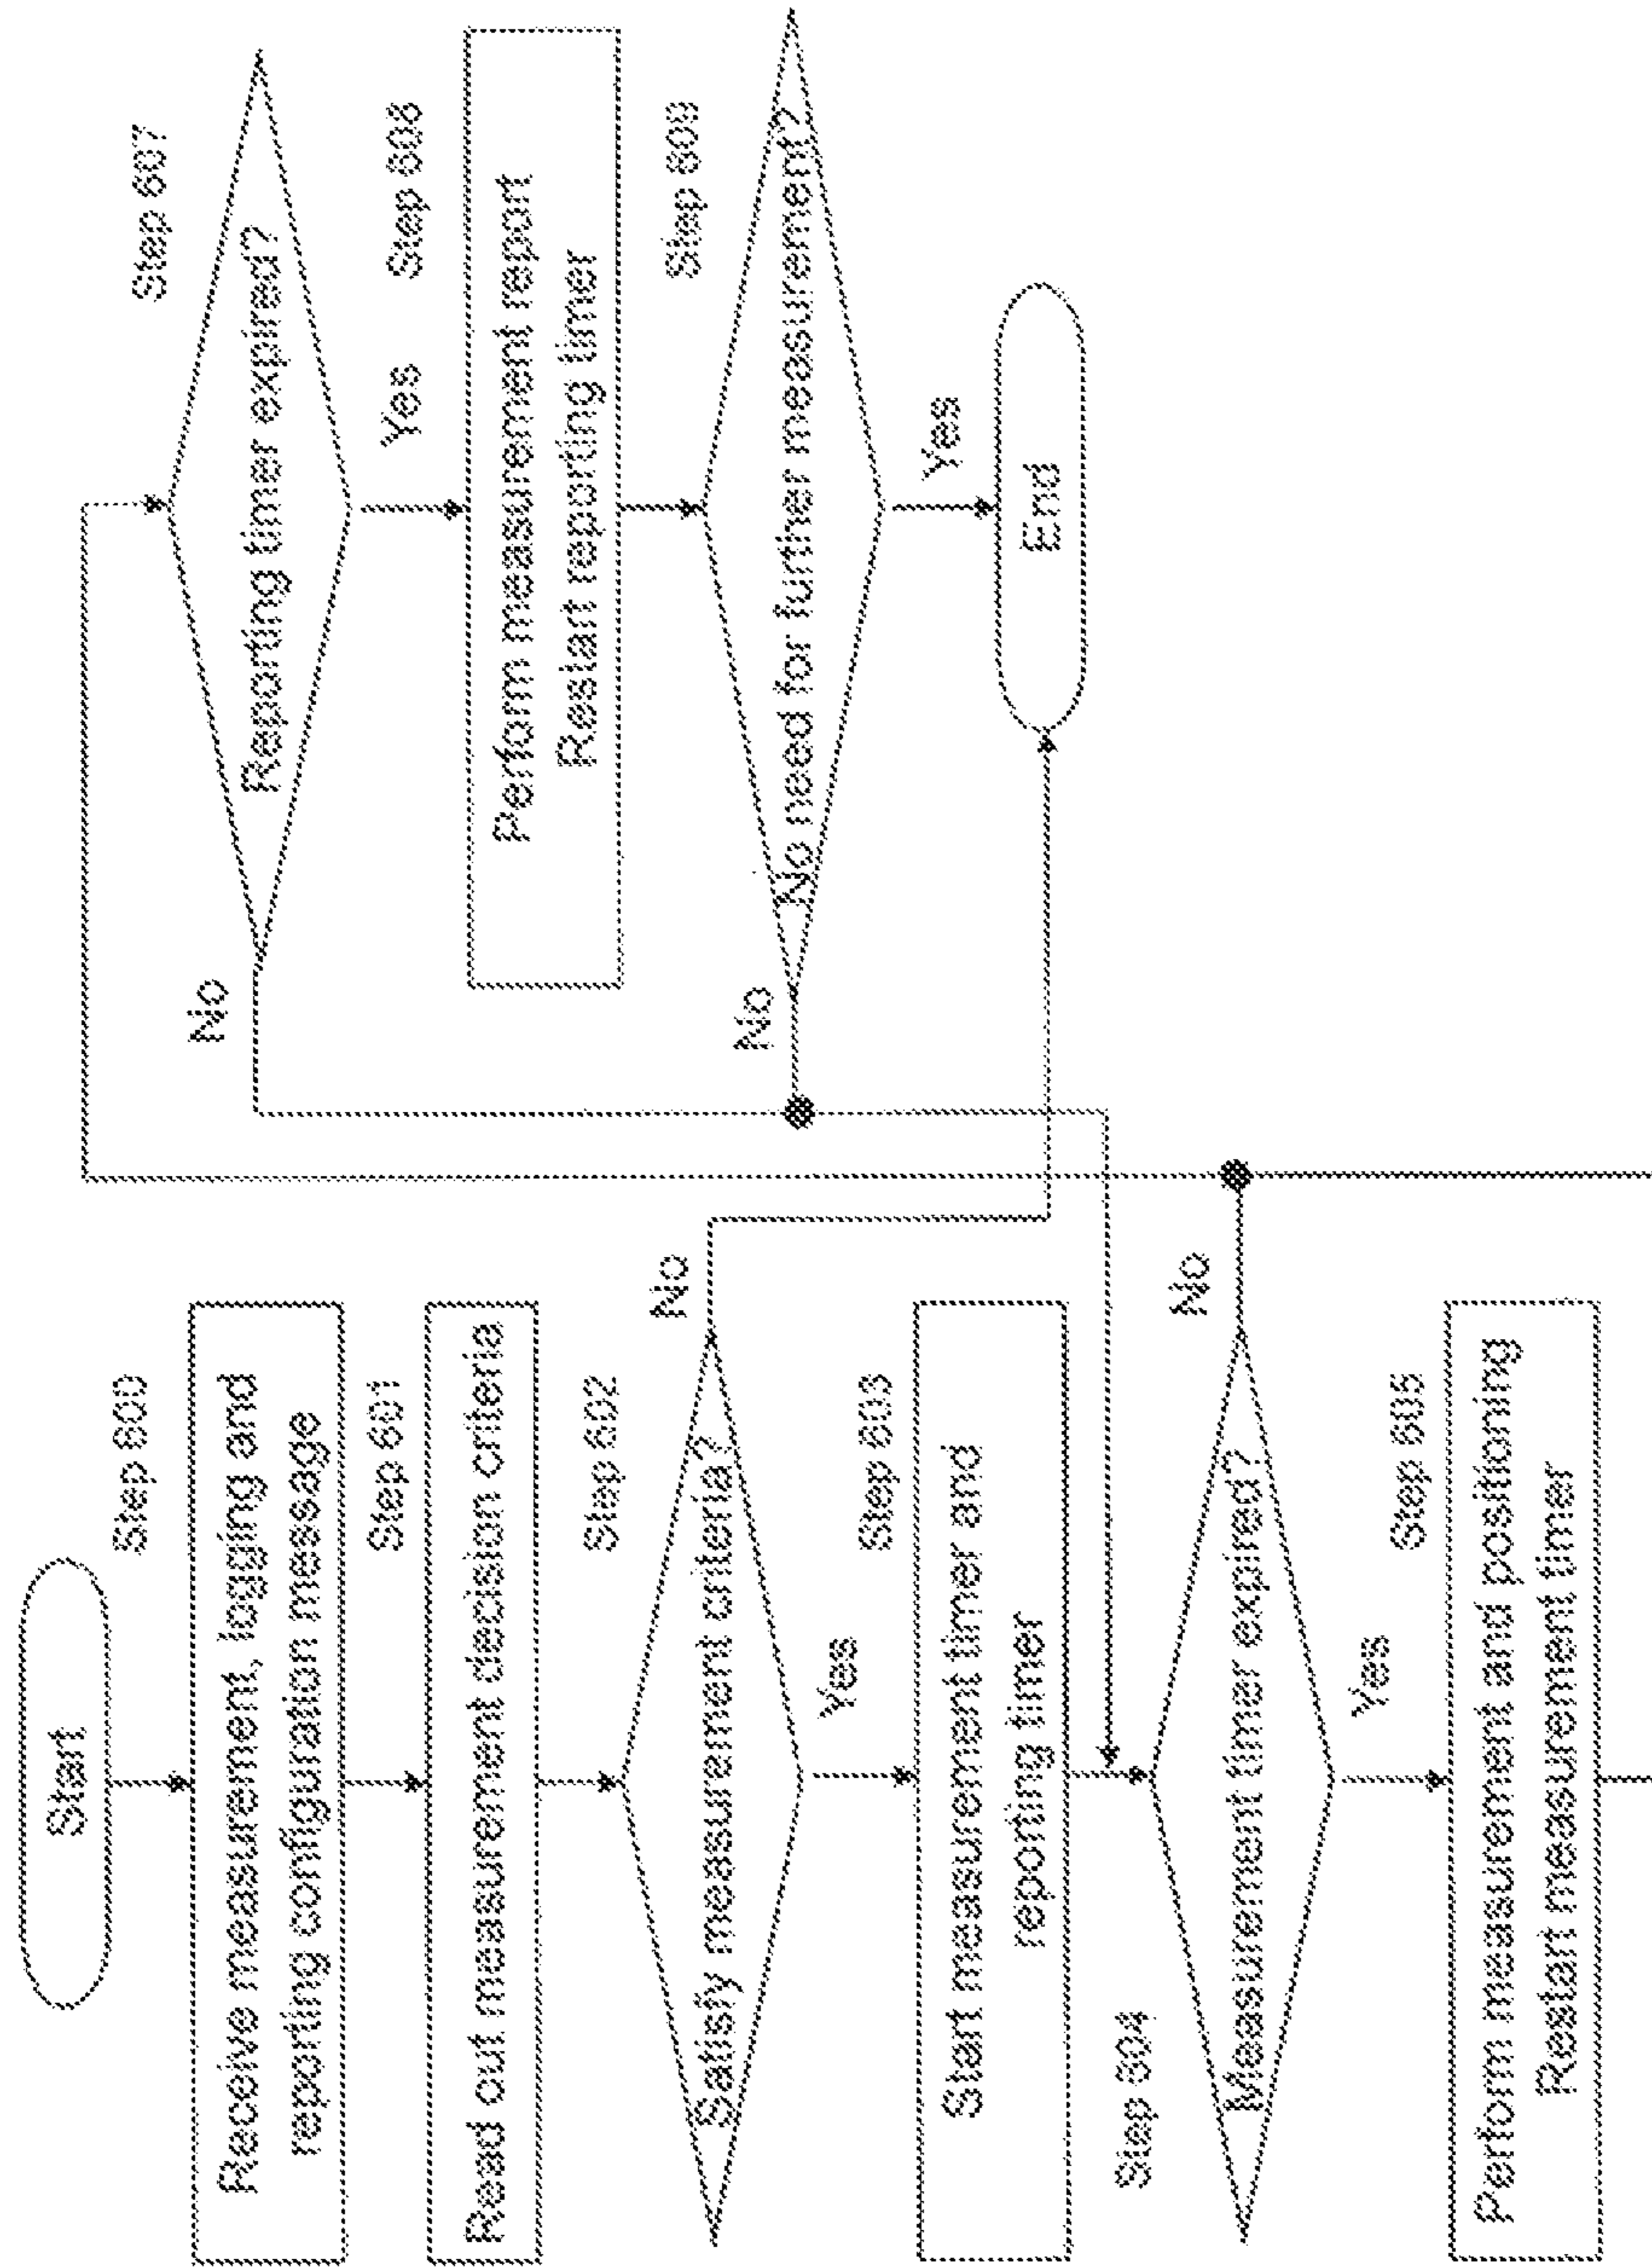 Start
Step 600
Receive measurement, logging and
reporting configuration message
Step 601
Read out measurement decision criteria
Step 602
Satisfy measurement criteria?
No
Yes
Step 603
Start measurement timer and
reporting timer
Step 604
Measurement timer expired?
No
Yes
Step 605
Perform measurement and positioning
Restart measurement timer
Step 607
Reporting timer expired?
No
Yes
Step 608
Perform measurement report
Restart reporting timer
Step 609
No need for further measurement?
No
Yes
End